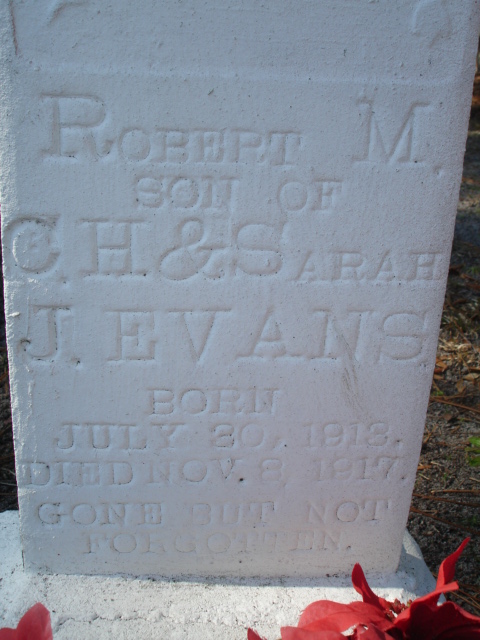 ROBERT M.
SON OF
C. H & SARAH
J. EVANS
BORN
JULY 30, 1913.
DIED NOV. 8, 1917.
GONE BUT NOT
FORGOTTEN.